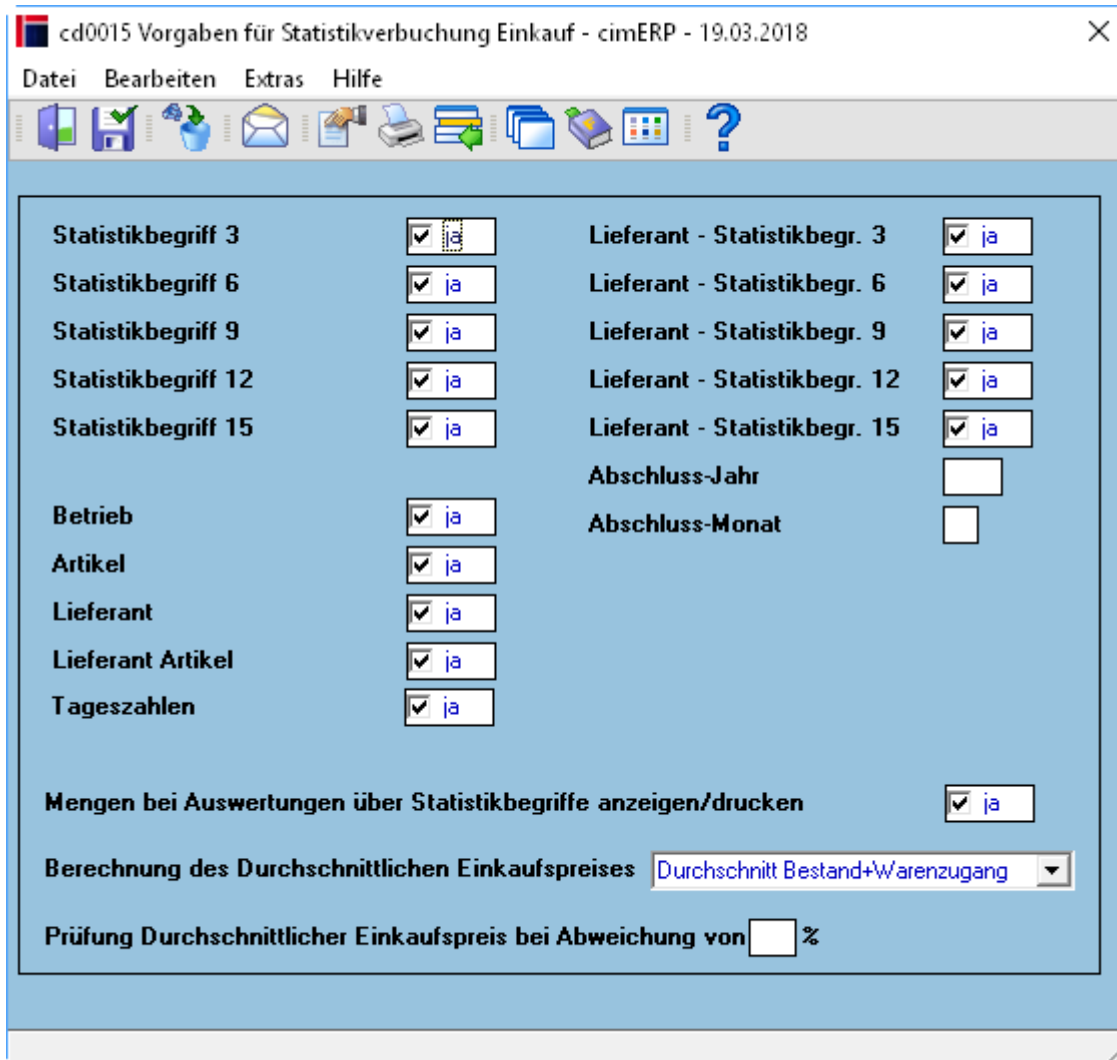 cd0015 Vorgaben für Statistikverbuchung Einkauf - cimERP - 19.03.2018
Datei Bearbeiten Extras Hilfe
Statistikbegriff 3 ja Lieferant - Statistikbegr. 3 ja
Statistikbegriff 6 ja Lieferant - Statistikbegr. 6 ja
Statistikbegriff 9 ja Lieferant - Statistikbegr. 9 ja
Statistikbegriff 12 ja Lieferant - Statistikbegr. 12 ja
Statistikbegriff 15 ja Lieferant - Statistikbegr. 15 ja
Abschluss-Jahr
Betrieb ja Abschluss-Monat
Artikel ja
Lieferant ja
Lieferant Artikel ja
Tageszahlen ja
Mengen bei Auswertungen über Statistikbegriffe anzeigen/drucken ja
Berechnung des Durchschnittlichen Einkaufspreises Durchschnitt Bestand+Warenzugang
Prüfung Durchschnittlicher Einkaufspreis bei Abweichung von %